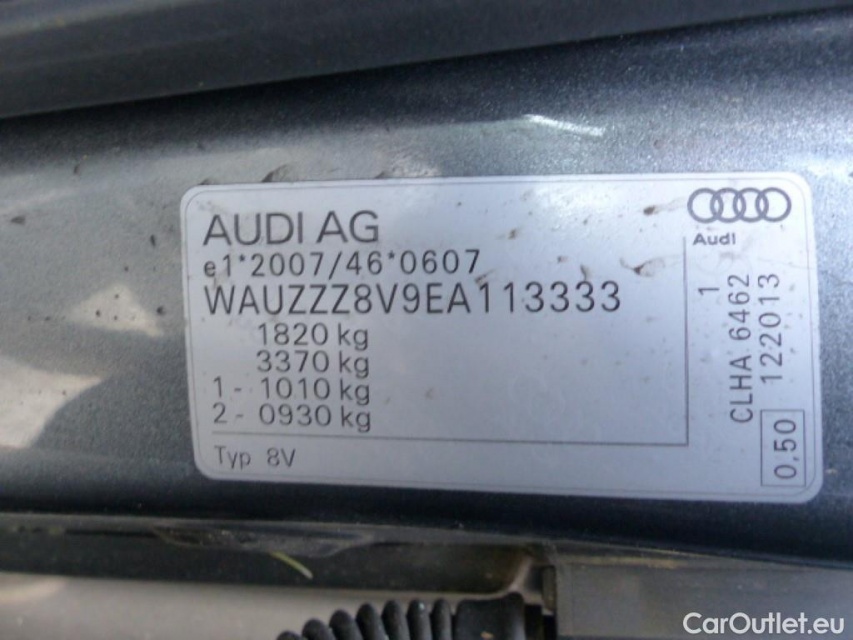 AUDI AG
e1*2007/46*0607
WAUZZZ8V9EA113333
1820 kg
3370 kg
1 - 1010 kg
2 - 0930 kg
Typ 8V
Audi
1
CLHA 6462
122013
0,50
CarOutlet.eu